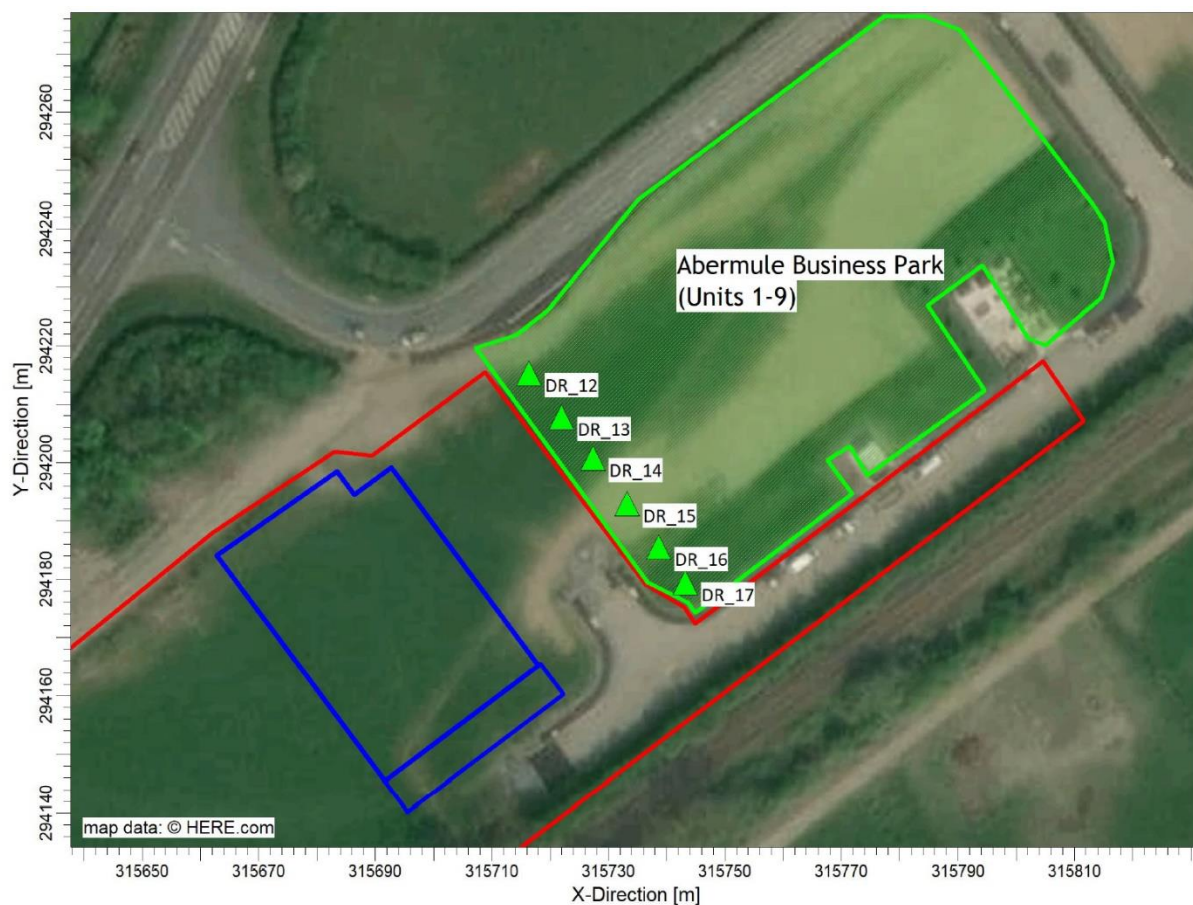 Y-Direction [m]
294260
294240
294220
294200
294180
294160
294140
Abermule Business Park
(Units 1-9)
DR_12
DR_13
DR_14
DR_15
DR_16
DR_17
map data: © HERE.com
315650
315670
315690
315710
315730
315750
315770
315790
315810
X-Direction [m]